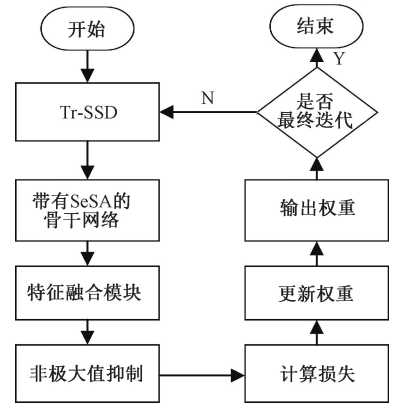 开始
Tr-SSD
带有SeSA的
骨干网络
特征融合模块
非极大值抑制
计算损失
更新权重
输出权重
是否
最终迭代
N
Y
结束